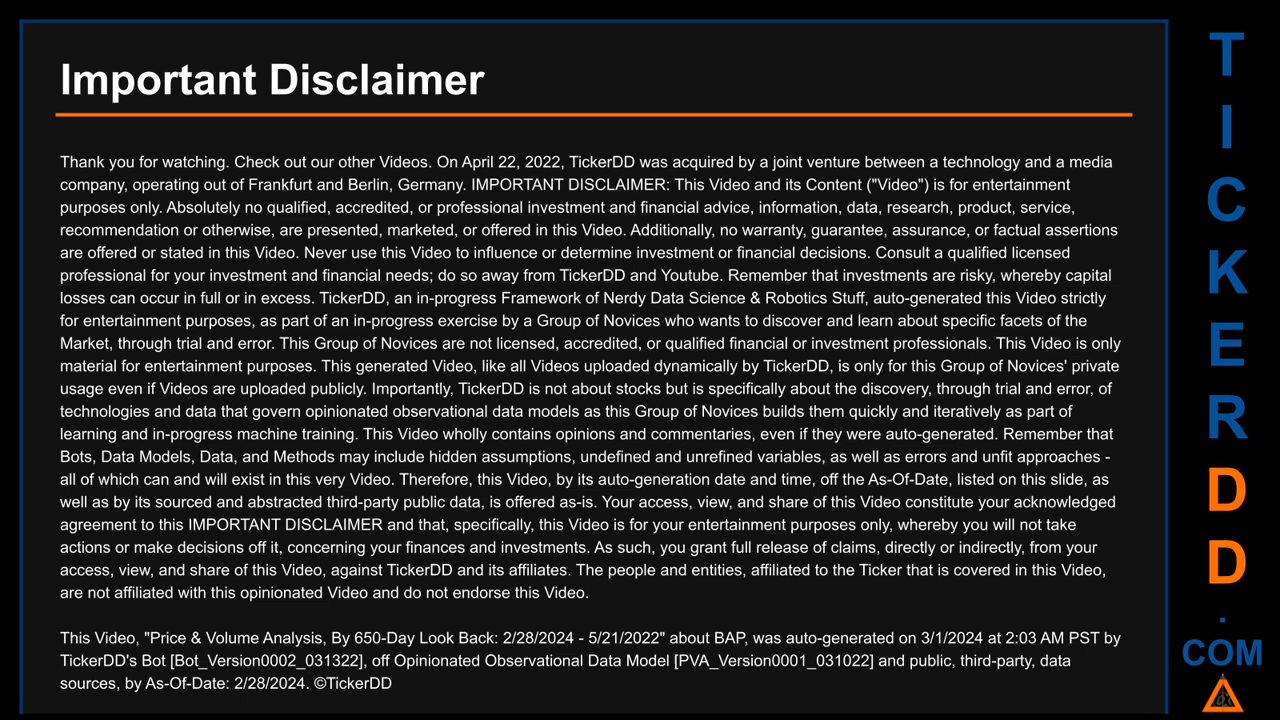 Important Disclaimer
Thank you for watching. Check out our other Videos. On April 22, 2022, TickerDD was acquired by a joint venture between a technology and a media
company, operating out of Frankfurt and Berlin, Germany. IMPORTANT DISCLAIMER: This Video and its Content ("Video") is for entertainment
purposes only. Absolutely no qualified, accredited, or professional investment and financial advice, information, data, research, product, service,
recommendation or otherwise, are presented, marketed, or offered in this Video. Additionally, no warranty, guarantee, assurance, or factual assertions
are offered or stated in this Video. Never use this Video to influence or determine investment or financial decisions. Consult a qualified licensed
professional for your investment and financial needs; do so away from TickerDD and Youtube. Remember that investments are risky, whereby capital
losses can occur in full or in excess. TickerDD, an in-progress Framework of Nerdy Data Science & Robotics Stuff, auto-generated this Video strictly
for entertainment purposes, as part of an in-progress exercise by a Group of Novices who wants to discover and learn about specific facets of the
Market, through trial and error. This Group of Novices are not licensed, accredited, or qualified financial or investment professionals. This Video is only
material for entertainment purposes. This generated Video, like all Videos uploaded dynamically by TickerDD, is only for this Group of Novices' private
usage even if Videos are uploaded publicly. Importantly, TickerDD is not about stocks but is specifically about the discovery, through trial and error, of
technologies and data that govern opinionated observational data models as this Group of Novices builds them quickly and iteratively as part of
learning and in-progress machine training. This Video wholly contains opinions and commentaries, even if they were auto-generated. Remember that
Bots, Data Models, Data, and Methods may include hidden assumptions, undefined and unrefined variables, as well as errors and unfit approaches -
all of which can and will exist in this very Video. Therefore, this Video, by its auto-generation date and time, off the As-Of-Date, listed on this slide, as
well as by its sourced and abstracted third-party public data, is offered as-is. Your access, view, and share of this Video constitute your acknowledged
agreement to this IMPORTANT DISCLAIMER and that, specifically, this Video is for your entertainment purposes only, whereby you will not take
actions or make decisions off it, concerning your finances and investments. As such, you grant full release of claims, directly or indirectly, from your
access, view, and share of this Video, against TickerDD and its affiliates. The people and entities, affiliated to the Ticker that is covered in this Video,
are not affiliated with this opinionated Video and do not endorse this Video.
This Video, "Price & Volume Analysis, By 650-Day Look Back: 2/28/2024 - 5/21/2022" about BAP, was auto-generated on 3/1/2024 at 2:03 AM PST by
TickerDD's Bot [Bot_Version0002_031322], off Opinionated Observational Data Model [PVA_Version0001_031022] and public, third-party, data
sources, by As-Of-Date: 2/28/2024. ©TickerDD
T
I
C
K
E
R
D
D
.
COM